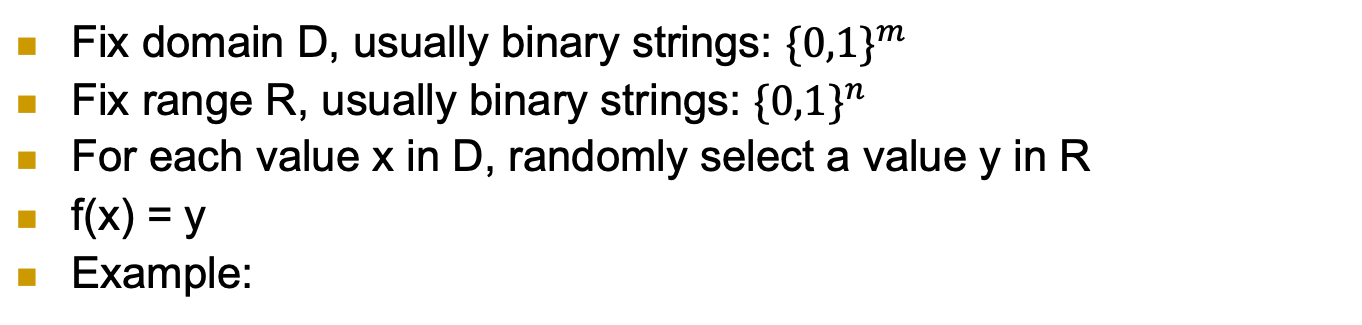 ▪ Fix domain D, usually binary strings: {0,1}ᵐ
▪ Fix range R, usually binary strings: {0,1}ⁿ
▪ For each value x in D, randomly select a value y in R
▪ f(x) = y
▪ Example: